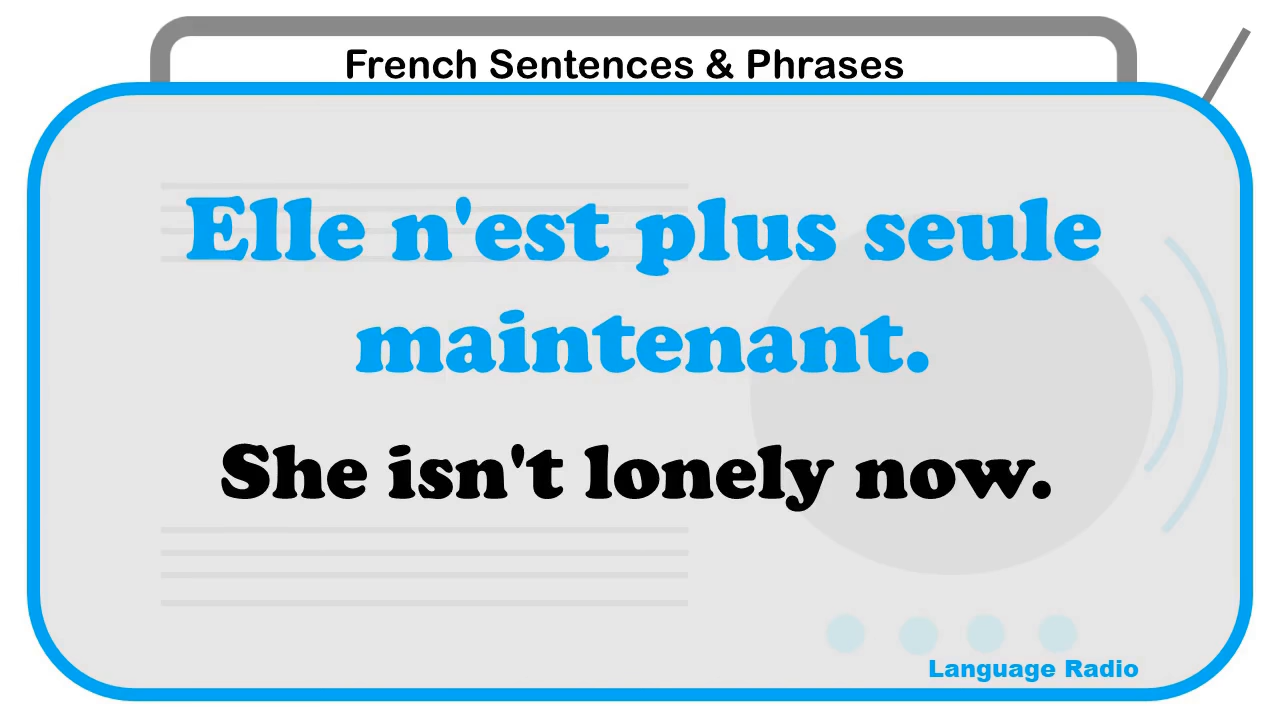 French Sentences & Phrases
Elle n'est plus seule
maintenant.
She isn't lonely now.
Language Radio